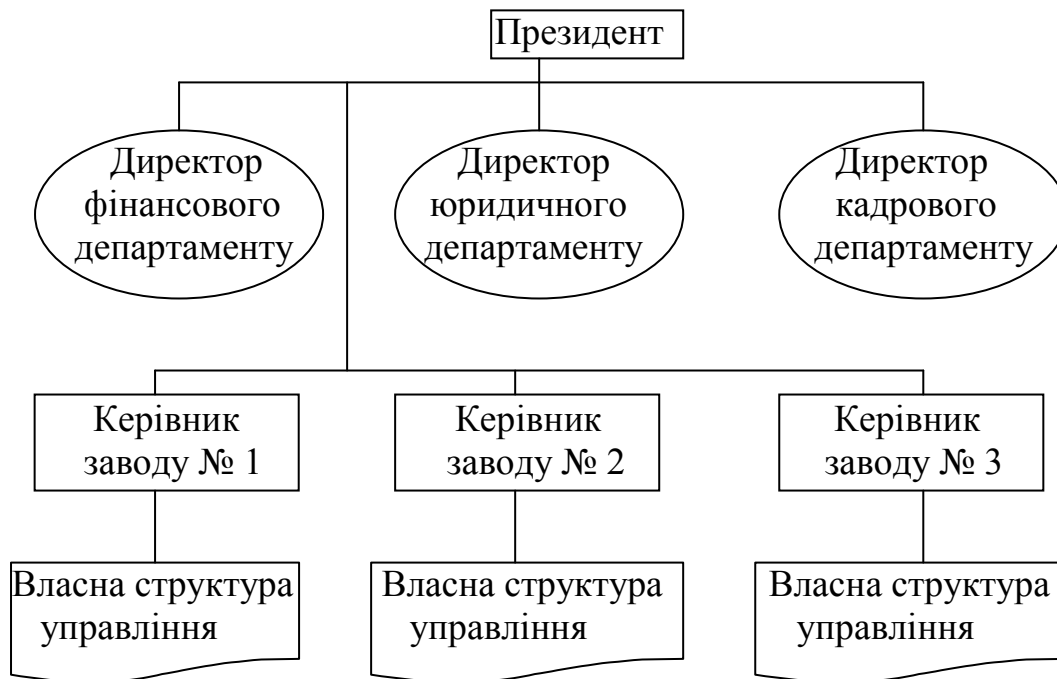 Президент
Директор
фінансового
департаменту
Директор
юридичного
департаменту
Директор
кадрового
департаменту
Керівник
заводу № 1
Керівник
заводу № 2
Керівник
заводу № 3
Власна структура
управління
Власна структура
управління
Власна структура
управління